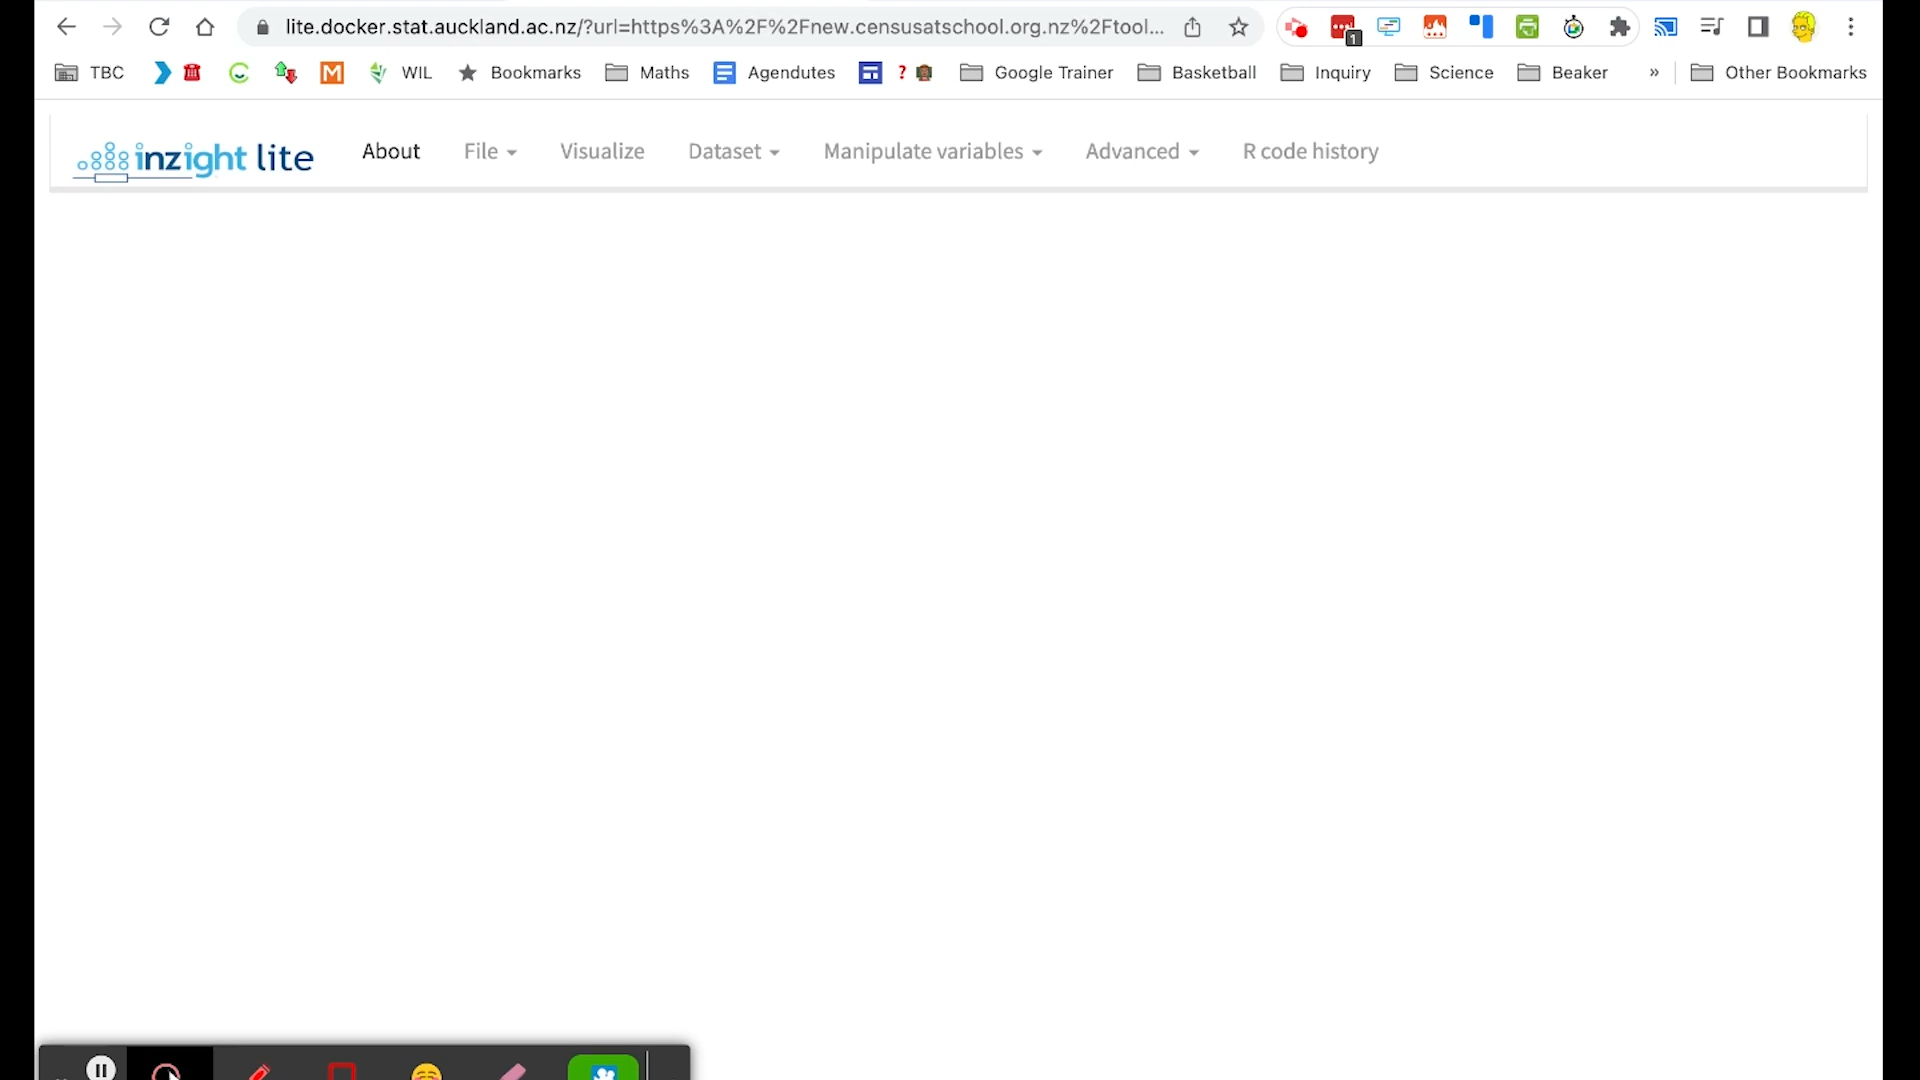 lite.docker.stat.auckland.ac.nz/?url=https%3A%2F%2Fnew.censusatschool.org.nz%2Ftool...
1
TBC M WIL Bookmarks Maths Agendutes ? Google Trainer Basketball Inquiry Science Beaker » Other Bookmarks
inzight lite About File Visualize Dataset Manipulate variables Advanced R code history